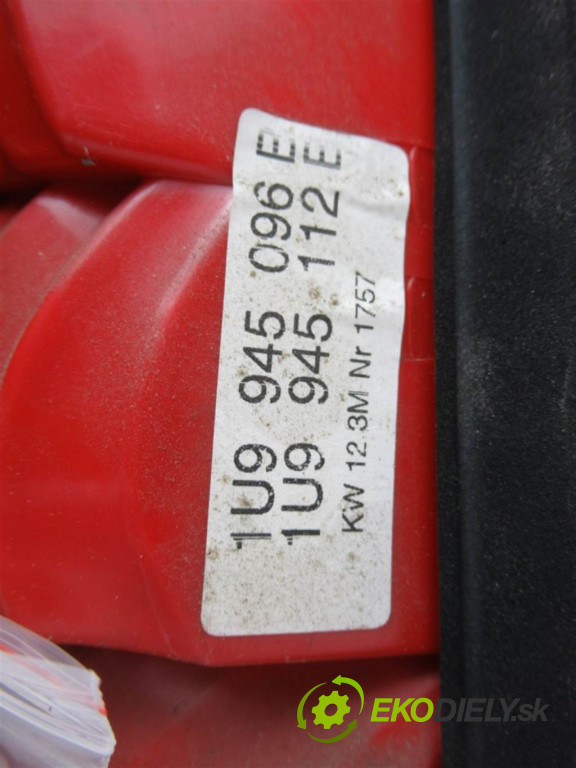 1U9 945 096 E
1U9 945 112 E
KW 12.3M Nr 1757
EKODIELY.sk